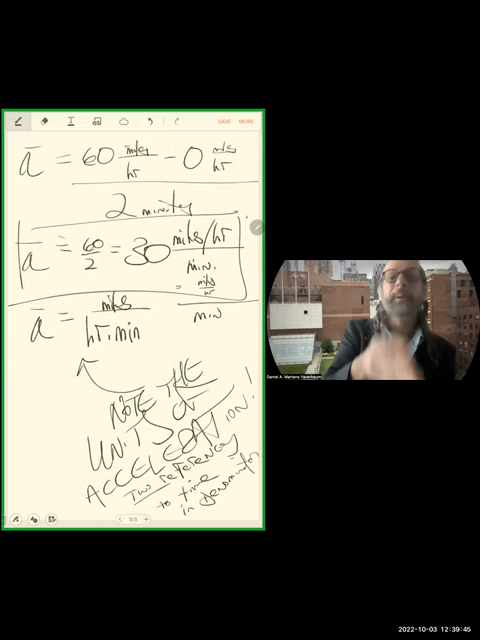 SAVE MORE
ā = 60 miles/hr − 0 miles/hr
2 minutes
ā = 60/2 = 30 miles/hr
min.
= miles/hr
min
ā = miles
hr·min
NOTE THE
UNITS OF
ACCELERATION!
TWO references
to time
in denominator
3/3
Daniel A. Martens Yaverbaum
2022-10-03 12:39:45